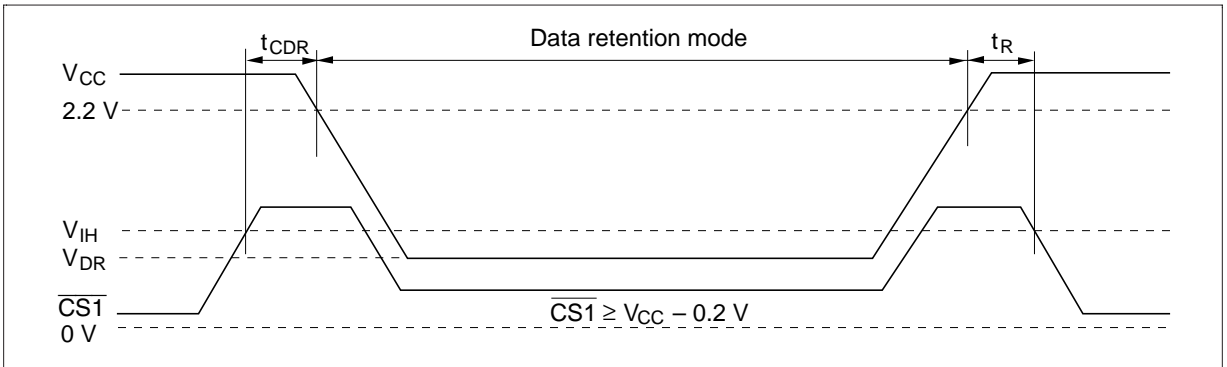 tCDR
Data retention mode
tR
VCC
2.2 V
VIH
VDR
CS1
CS1 ≥ VCC – 0.2 V
0 V